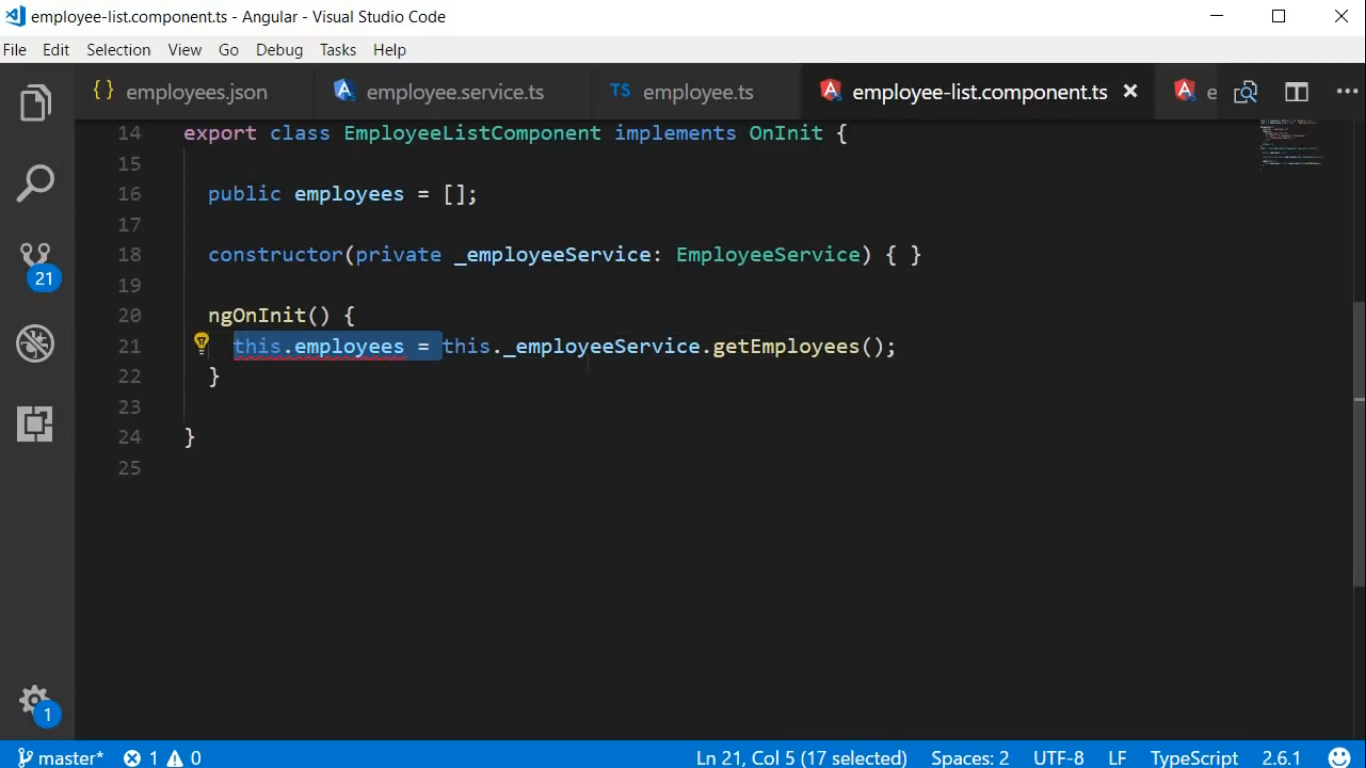 employee-list.component.ts - Angular - Visual Studio Code
File Edit Selection View Go Debug Tasks Help
{} employees.json employee.service.ts TS employee.ts employee-list.component.ts e
14 export class EmployeeListComponent implements OnInit {
15
16 public employees = [];
17
18 constructor(private _employeeService: EmployeeService) { }
19
20 ngOnInit() {
21 this.employees = this._employeeService.getEmployees();
22 }
23
24 }
25
21
1
master* 1 0 Ln 21, Col 5 (17 selected) Spaces: 2 UTF-8 LF TypeScript 2.6.1